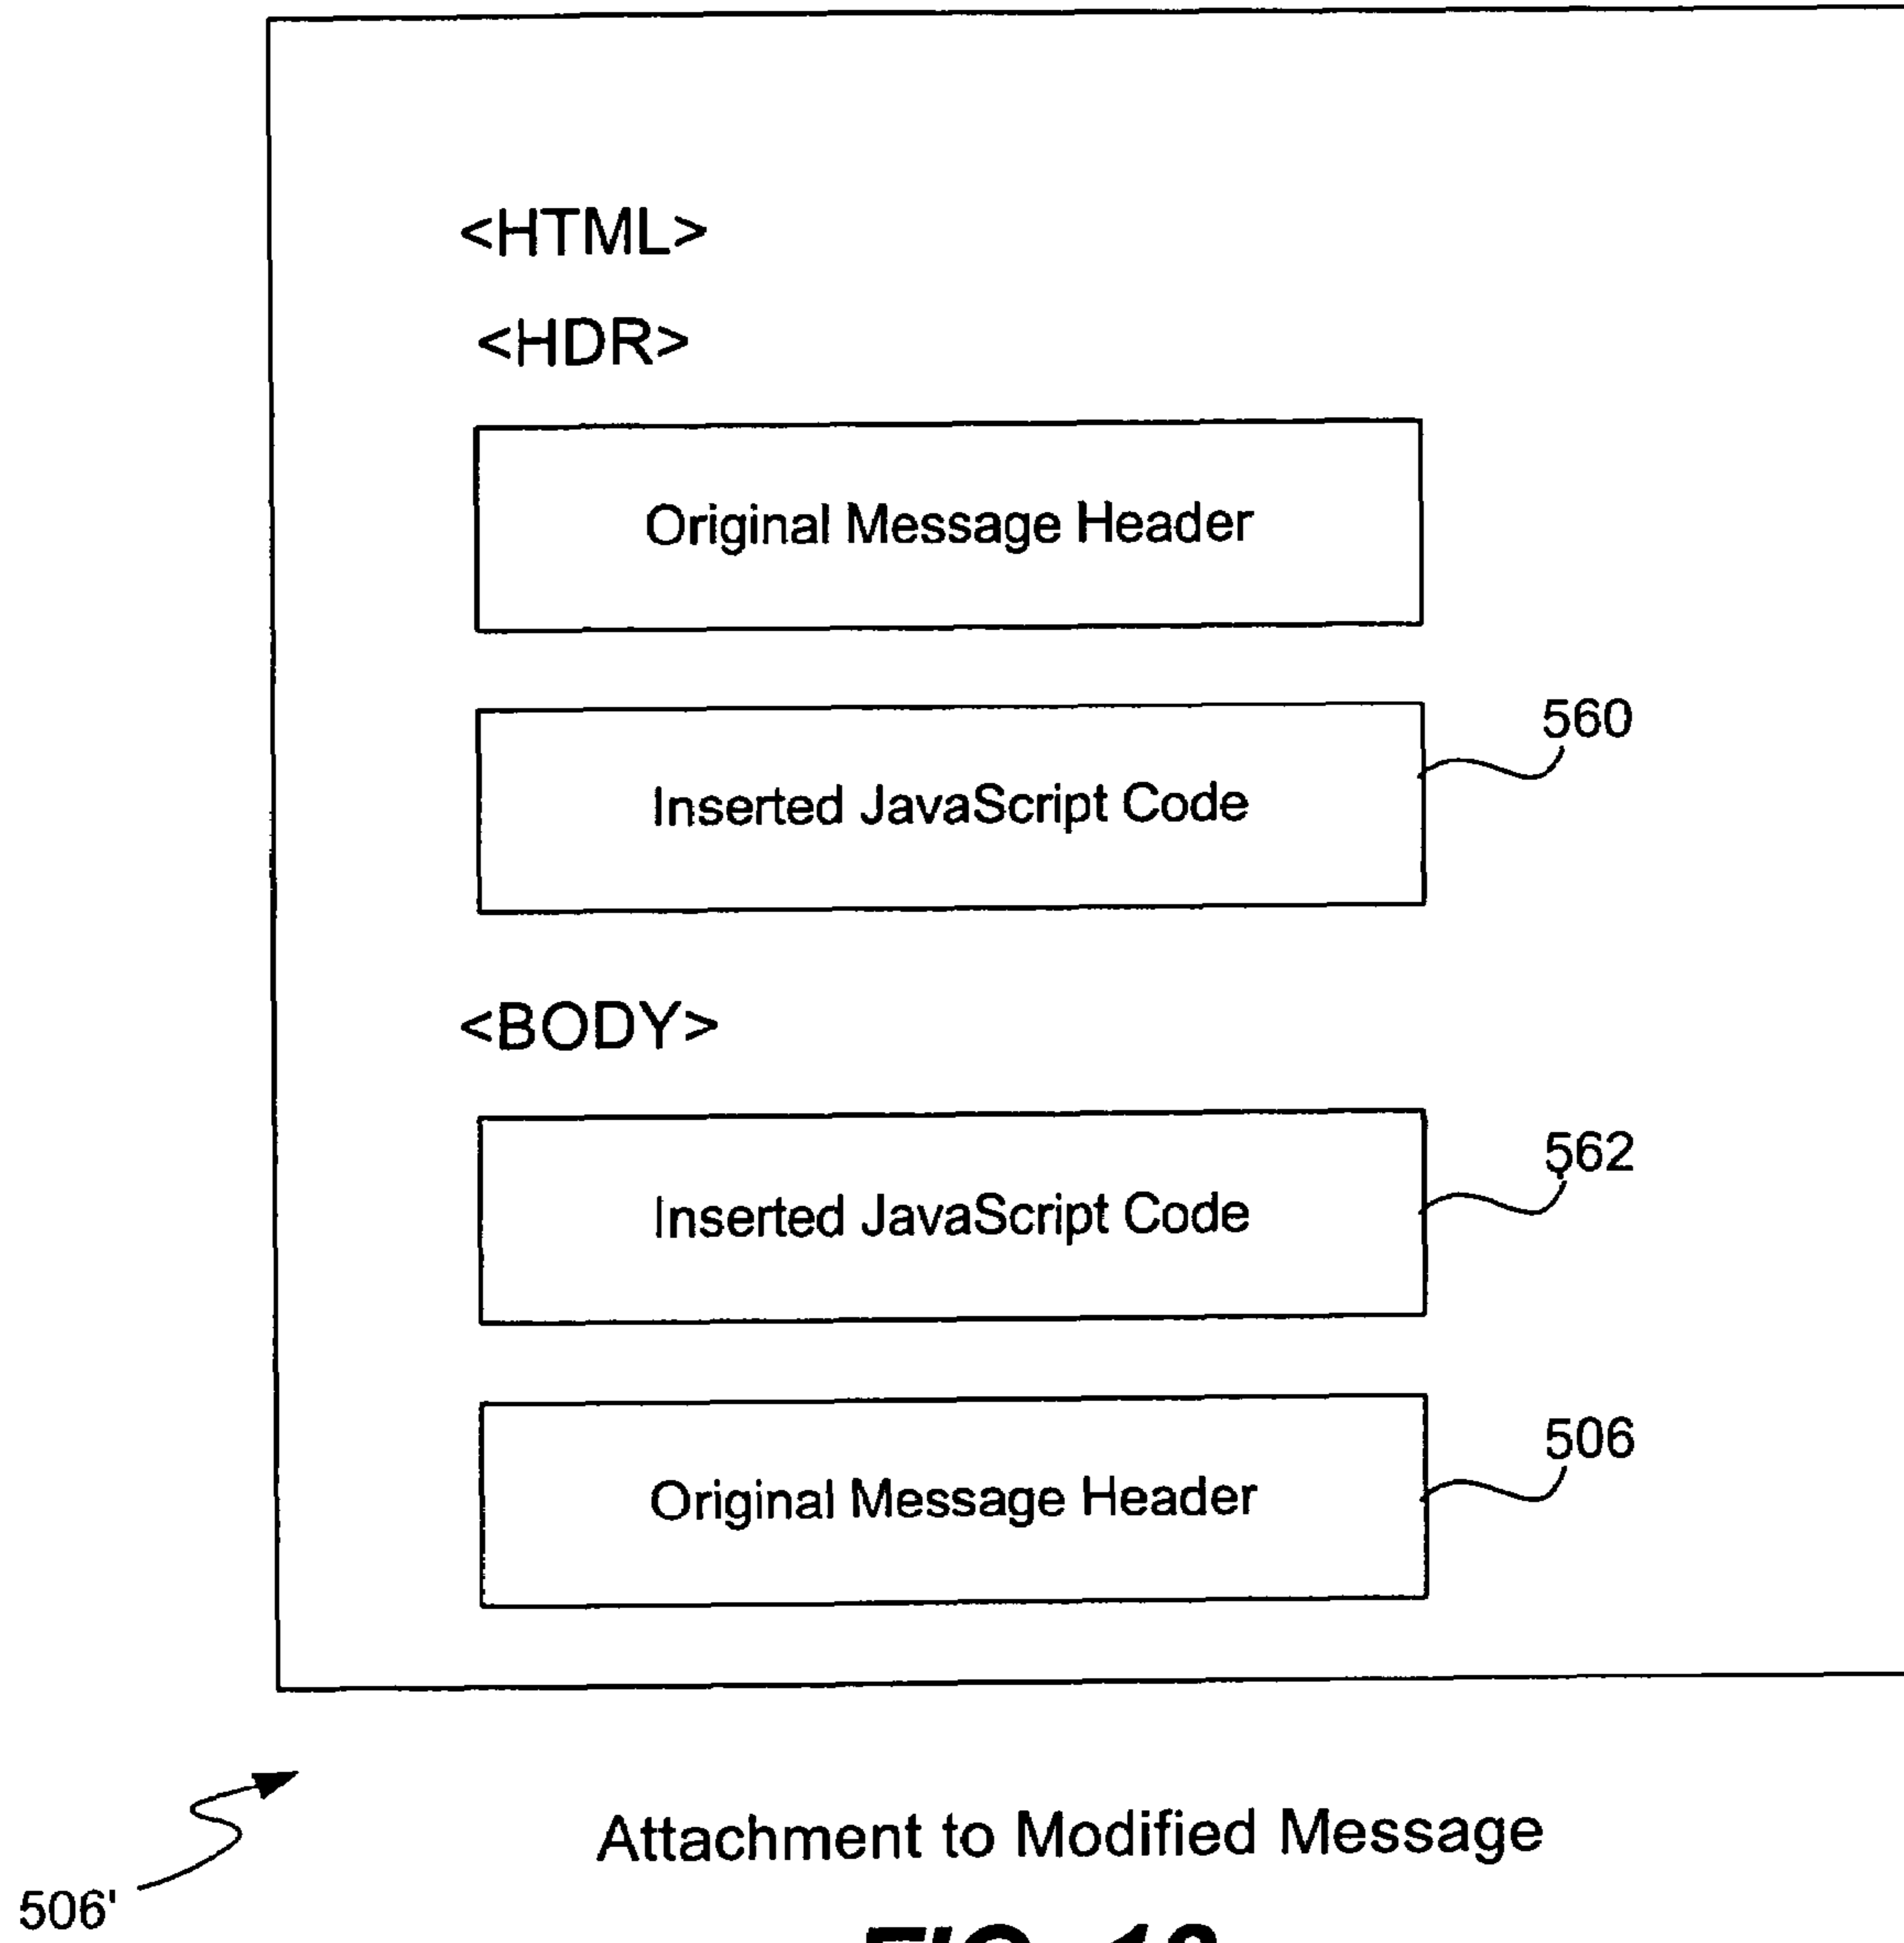 <HTML>
<HDR>
Original Message Header
560
Inserted JavaScript Code
<BODY>
562
Inserted JavaScript Code
506
Original Message Header
Attachment to Modified Message
506'
FIG.